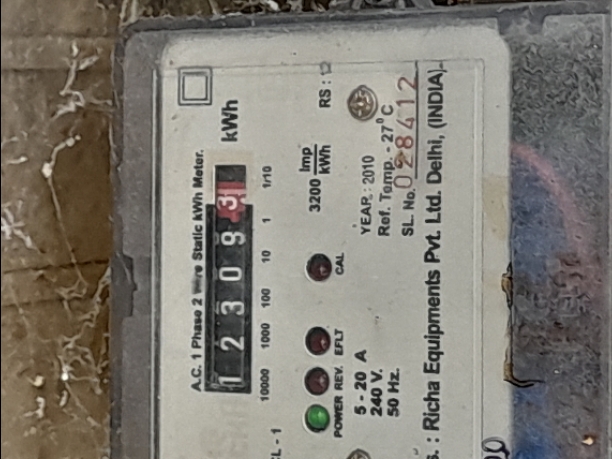 A.C. 1 Phase 2 Wire Static kWh Meter.
1 2 3 0 9 3 kWh
10000 1000 100 10 1 1/10
POWER REV. EFLT CAL
3200 Imp/kWh
RS :
5 - 20 A
240 V.
50 Hz.
YEAR : 2010
Ref. Temp. - 27°C
SL. No. 028412
: Richa Equipments Pvt. Ltd. Delhi, (INDIA)